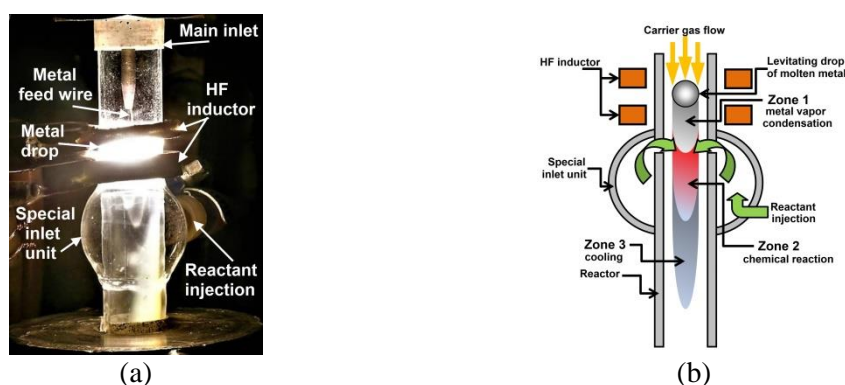 Main inlet
Metal
feed wire
HF
inductor
Metal
drop
Special
inlet
unit
Reactant
injection
(a)
Carrier gas flow
HF inductor
Levitating drop
of molten metal
Zone 1
metal vapor
condensation
Special
inlet unit
Reactant
injection
Zone 3
cooling
Zone 2
chemical reaction
Reactor
(b)